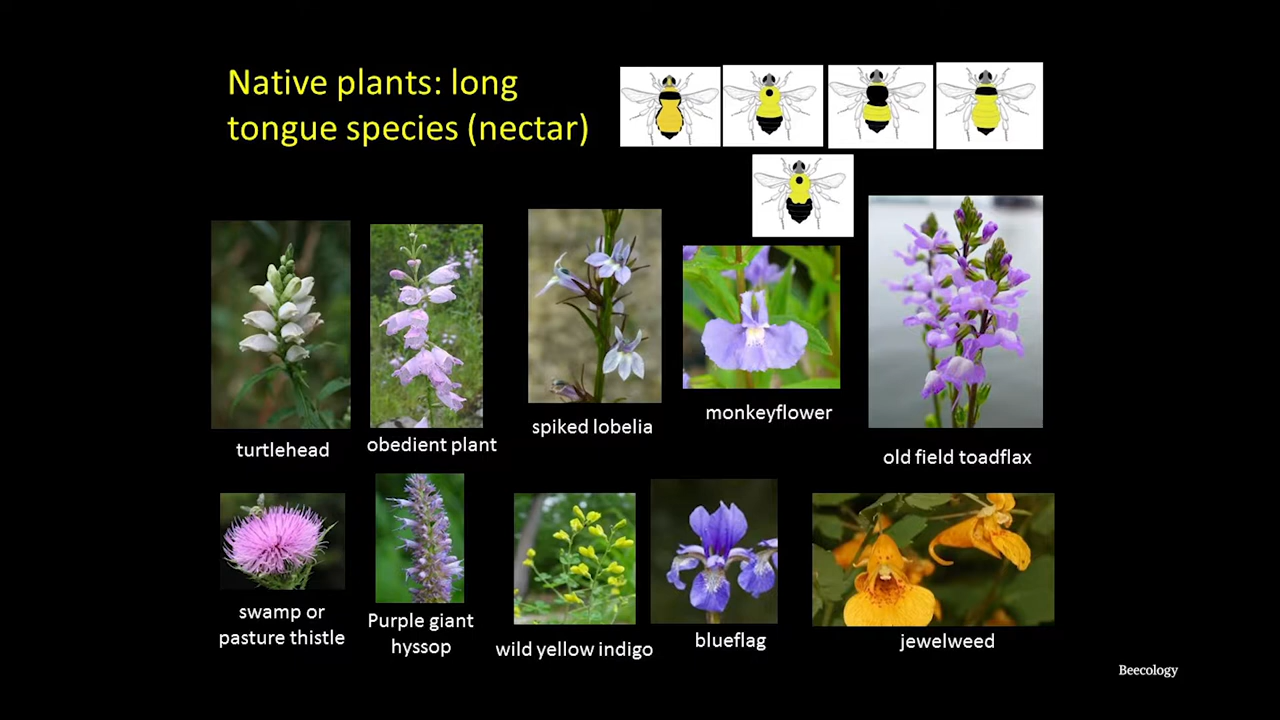 Native plants: long
tongue species (nectar)
turtlehead
obedient plant
spiked lobelia
monkeyflower
old field toadflax
swamp or
pasture thistle
Purple giant
hyssop
wild yellow indigo
blueflag
jewelweed
Beecology